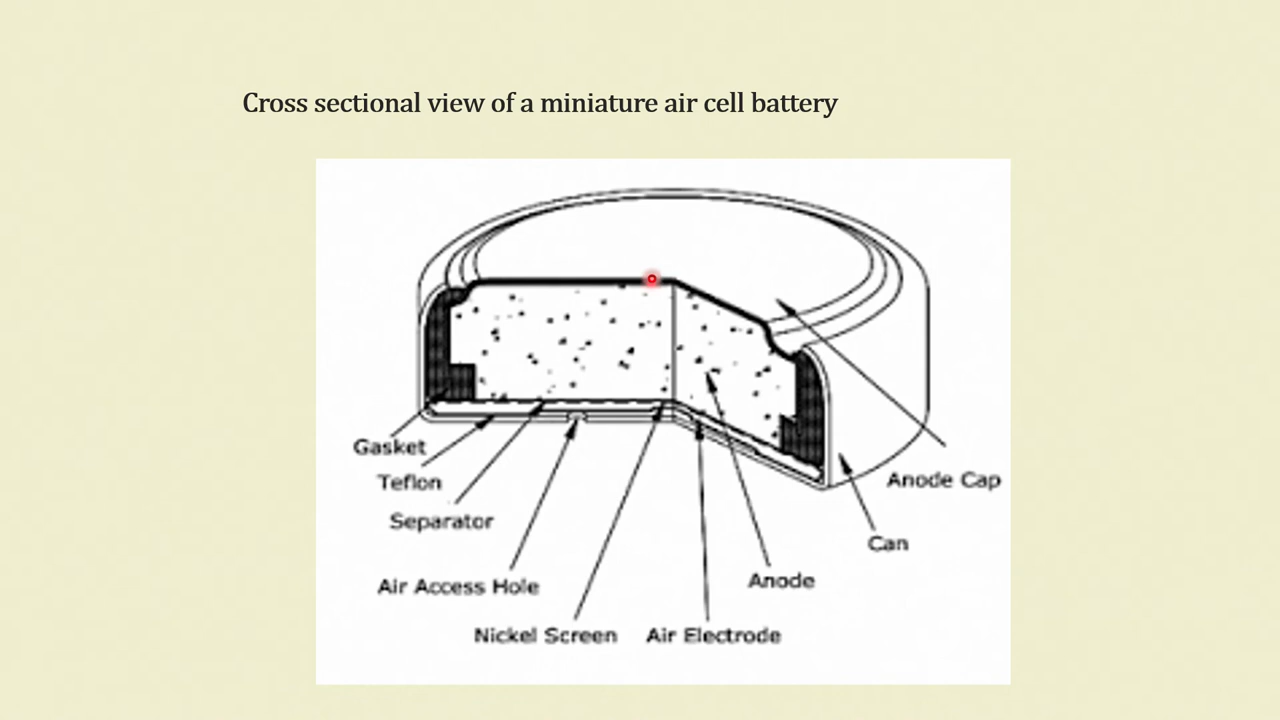 Cross sectional view of a miniature air cell battery
Gasket
Teflon
Separator
Air Access Hole
Nickel Screen
Air Electrode
Anode
Can
Anode Cap